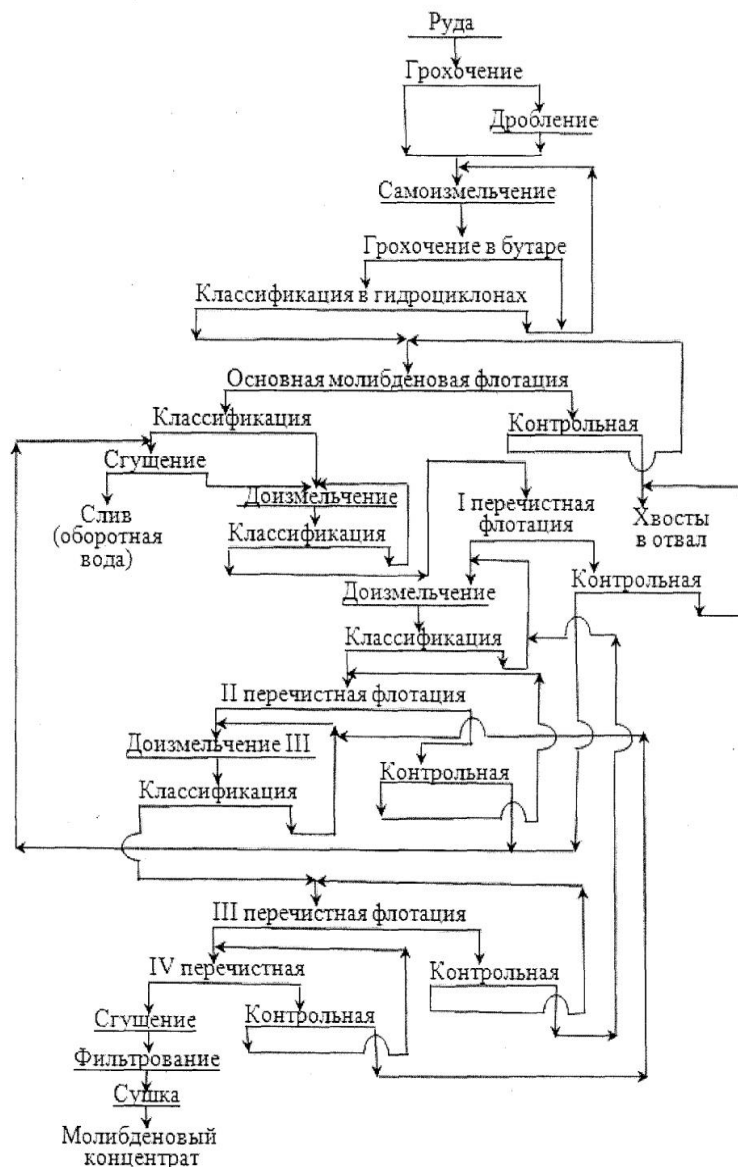 Руда
Грохочение
Дробление
Самоизмельчение
Грохочение в бутаре
Классификация в гидроциклонах
Основная молибденовая флотация
Классификация
Контрольная
Сгущение
Слив
(оборотная
вода)
Доизмельчение
Классификация
I перечистная
флотация
Хвосты
в отвал
Контрольная
Доизмельчение
Классификация
II перечистная флотация
Доизмельчение III
Контрольная
Классификация
III перечистная флотация
IV перечистная
Контрольная
Сгущение
Контрольная
Фильтрование
Сушка
Молибденовый
концентрат